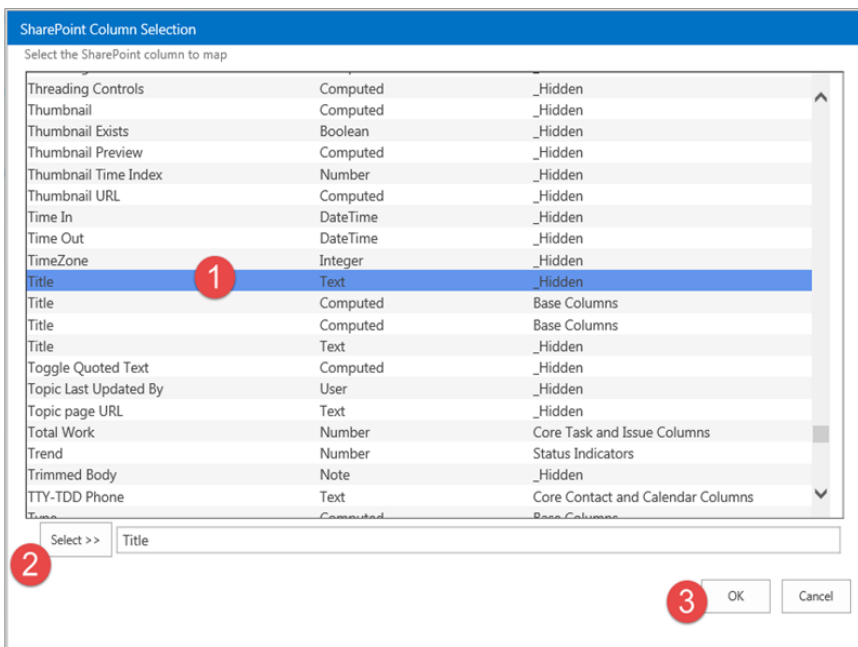 SharePoint Column Selection
Select the SharePoint column to map
Threading Controls Computed _Hidden
Thumbnail Computed _Hidden
Thumbnail Exists Boolean _Hidden
Thumbnail Preview Computed _Hidden
Thumbnail Time Index Number _Hidden
Thumbnail URL Computed _Hidden
Time In DateTime _Hidden
Time Out DateTime _Hidden
TimeZone Integer _Hidden
Title 1 Text _Hidden
Title Computed Base Columns
Title Computed Base Columns
Title Text _Hidden
Toggle Quoted Text Computed _Hidden
Topic Last Updated By User _Hidden
Topic page URL Text _Hidden
Total Work Number Core Task and Issue Columns
Trend Number Status Indicators
Trimmed Body Note _Hidden
TTY-TDD Phone Text Core Contact and Calendar Columns
Type Computed Base Columns
Select >> Title
2
3 OK Cancel